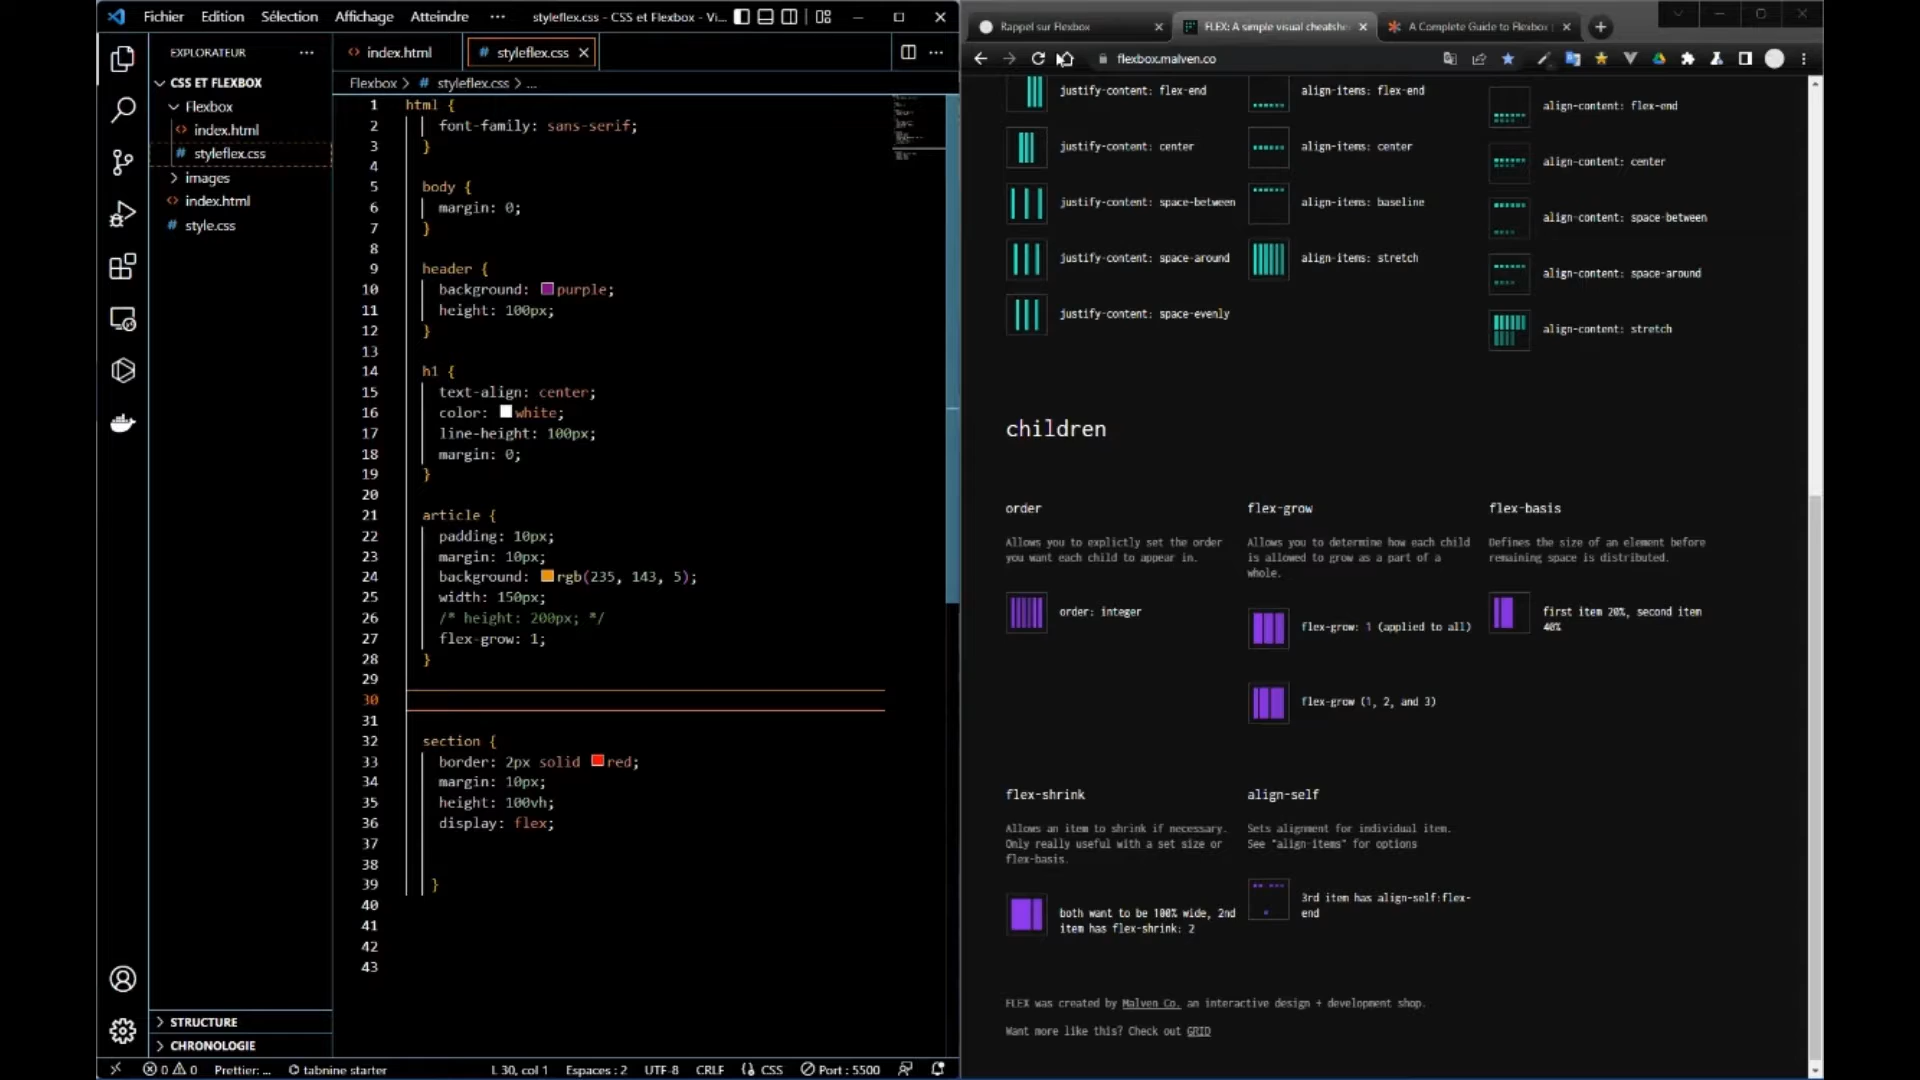 Fichier Edition Sélection Affichage Atteindre ··· styleflex.css - CSS et Flexbox - Vi...
EXPLORATEUR ···
CSS ET FLEXBOX
Flexbox
<> index.html
# styleflex.css
images
<> index.html
# style.css
STRUCTURE
CHRONOLOGIE
<> index.html
# styleflex.css
Flexbox > # styleflex.css > ...
1 html {
2 font-family: sans-serif;
3 }
4
5 body {
6 margin: 0;
7 }
8
9 header {
10 background: purple;
11 height: 100px;
12 }
13
14 h1 {
15 text-align: center;
16 color: white;
17 line-height: 100px;
18 margin: 0;
19 }
20
21 article {
22 padding: 10px;
23 margin: 10px;
24 background: rgb(235, 143, 5);
25 width: 150px;
26 /* height: 200px; */
27 flex-grow: 1;
28 }
29
30
31
32 section {
33 border: 2px solid red;
34 margin: 10px;
35 height: 100vh;
36 display: flex;
37
38
39 }
40
41
42
43
0 0 Prettier: ... tabnine starter L 30, col 1 Espaces : 2 UTF-8 CRLF CSS Port : 5500
Rappel sur Flexbox
FLEX: A simple visual cheatshe
A Complete Guide to Flexbox
flexbox.malven.co
justify-content: flex-end
justify-content: center
justify-content: space-between
justify-content: space-around
justify-content: space-evenly
align-items: flex-end
align-items: center
align-items: baseline
align-items: stretch
align-content: flex-end
align-content: center
align-content: space-between
align-content: space-around
align-content: stretch
children
order
Allows you to explictly set the order
you want each child to appear in.
order: integer
flex-grow
Allows you to determine how each child
is allowed to grow as a part of a
whole.
flex-grow: 1 (applied to all)
flex-grow (1, 2, and 3)
flex-basis
Defines the size of an element before
remaining space is distributed.
first item 20%, second item
40%
flex-shrink
Allows an item to shrink if necessary.
Only really useful with a set size or
flex-basis.
both want to be 100% wide, 2nd
item has flex-shrink: 2
align-self
Sets alignment for individual item.
See "align-items" for options
3rd item has align-self:flex-
end
FLEX was created by Malven Co. an interactive design + development shop.
Want more like this? Check out GRID